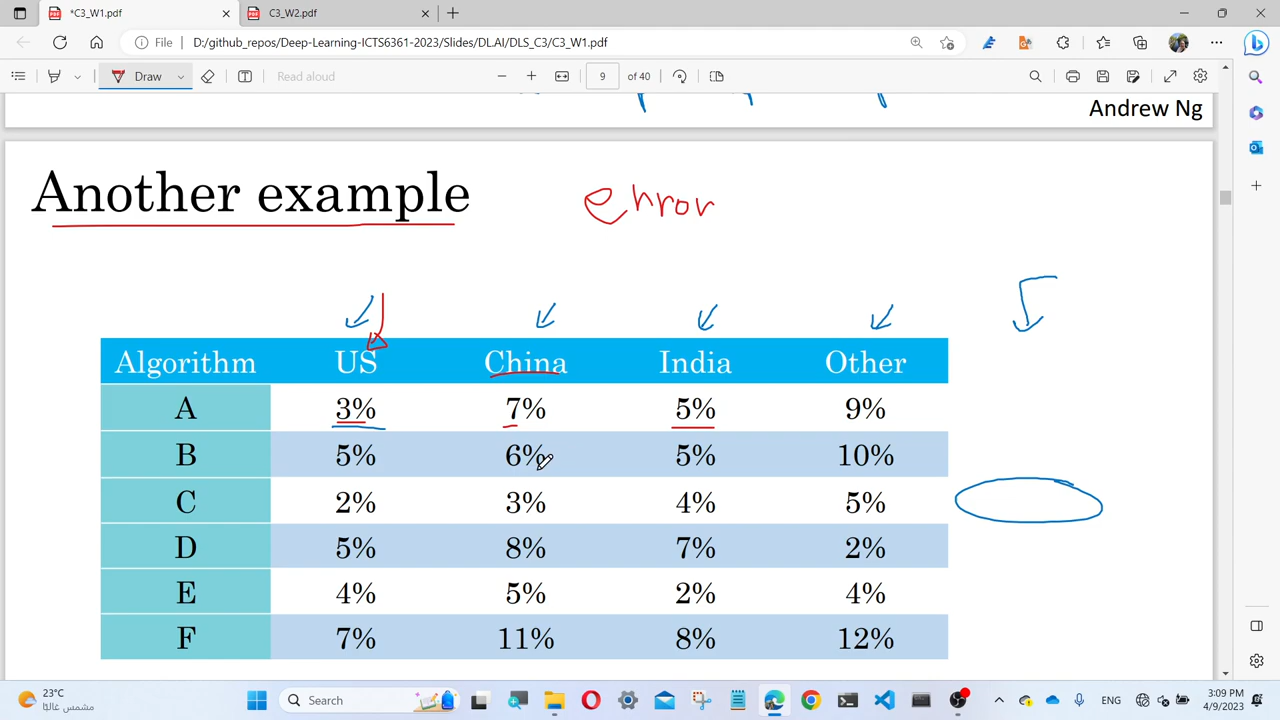 *C3_W1.pdf
C3_W2.pdf
File
D:/github_repos/Deep-Learning-ICTS6361-2023/Slides/DL.AI/DLS_C3/C3_W1.pdf
Draw
Read aloud
9 of 40
Andrew Ng
Another example
error
Algorithm US China India Other
A 3% 7% 5% 9%
B 5% 6% 5% 10%
C 2% 3% 4% 5%
D 5% 8% 7% 2%
E 4% 5% 2% 4%
F 7% 11% 8% 12%
23°C
مشمس غالبًا
Search
ENG
3:09 PM
4/9/2023